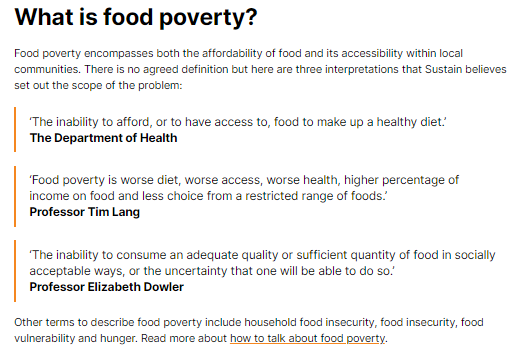 What is food poverty?
Food poverty encompasses both the affordability of food and its accessibility within local
communities. There is no agreed definition but here are three interpretations that Sustain believes
set out the scope of the problem:
‘The inability to afford, or to have access to, food to make up a healthy diet.’
The Department of Health
‘Food poverty is worse diet, worse access, worse health, higher percentage of
income on food and less choice from a restricted range of foods.’
Professor Tim Lang
‘The inability to consume an adequate quality or sufficient quantity of food in socially
acceptable ways, or the uncertainty that one will be able to do so.’
Professor Elizabeth Dowler
Other terms to describe food poverty include household food insecurity, food insecurity, food
vulnerability and hunger. Read more about how to talk about food poverty.